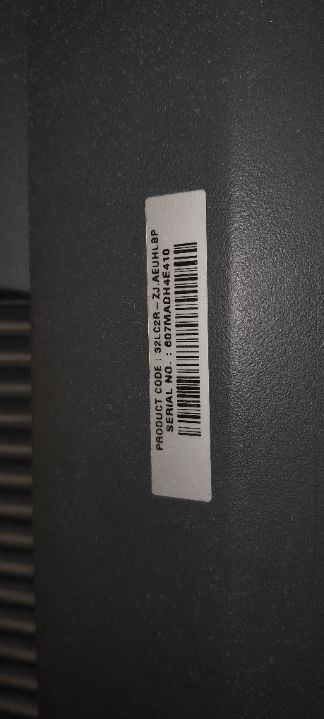 PRODUCT CODE : 32LC2R-ZJ.AEUHLBP
SERIAL NO. : 607MADH4E410